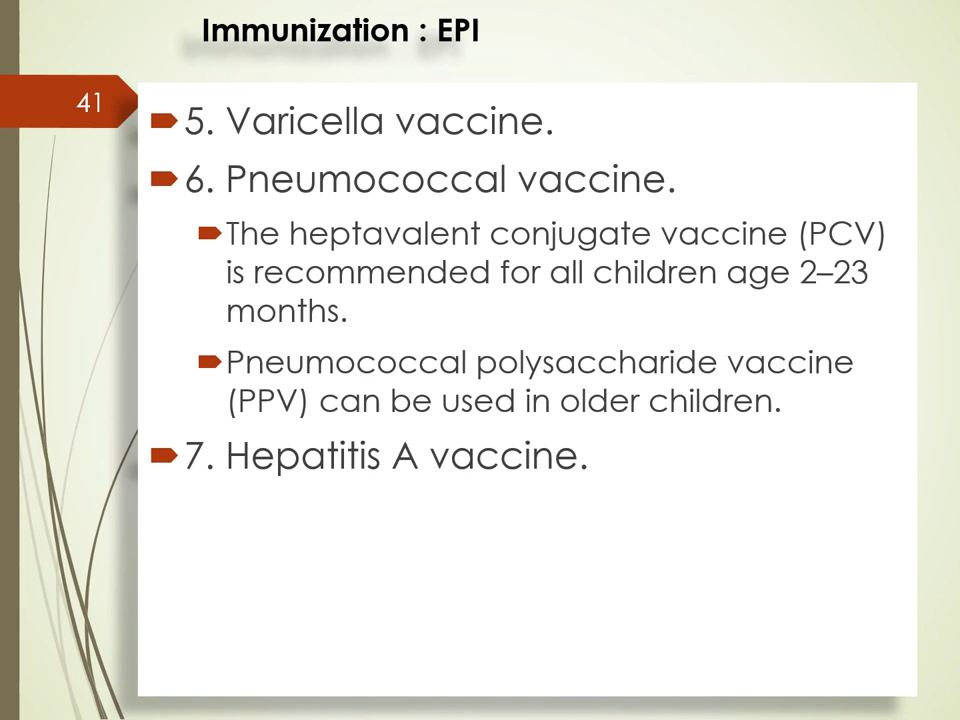 Immunization : EPI
41
5. Varicella vaccine.
6. Pneumococcal vaccine.
The heptavalent conjugate vaccine (PCV)
is recommended for all children age 2–23
months.
Pneumococcal polysaccharide vaccine
(PPV) can be used in older children.
7. Hepatitis A vaccine.